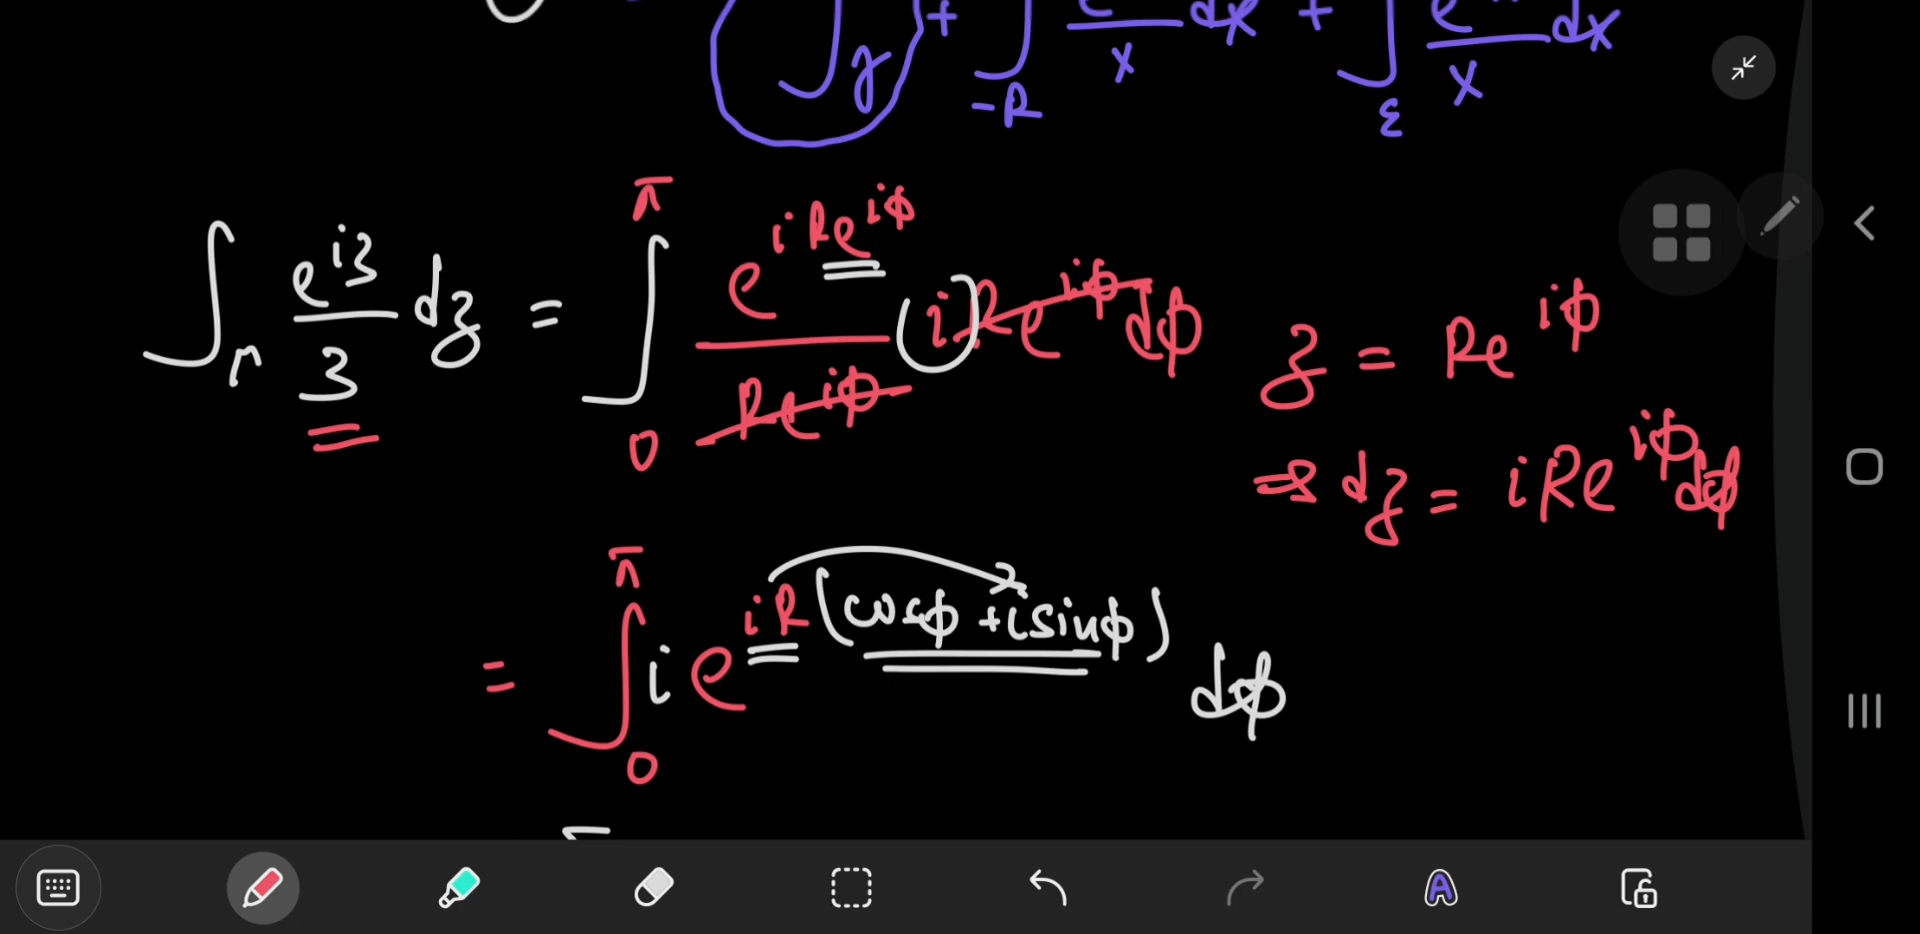 ∫_γ + ∫_{-R} e/x dx + ∫_ε e/x dx
∫_Γ e^{iz}/z dz = ∫_0^π e^{iRe^{iφ}}/Re^{iφ} (i)Re^{iφ} dφ
z = Re^{iφ}
⇒ dz = iRe^{iφ}dφ
= ∫_0^π i e^{iR(cosφ + isinφ)} dφ
A